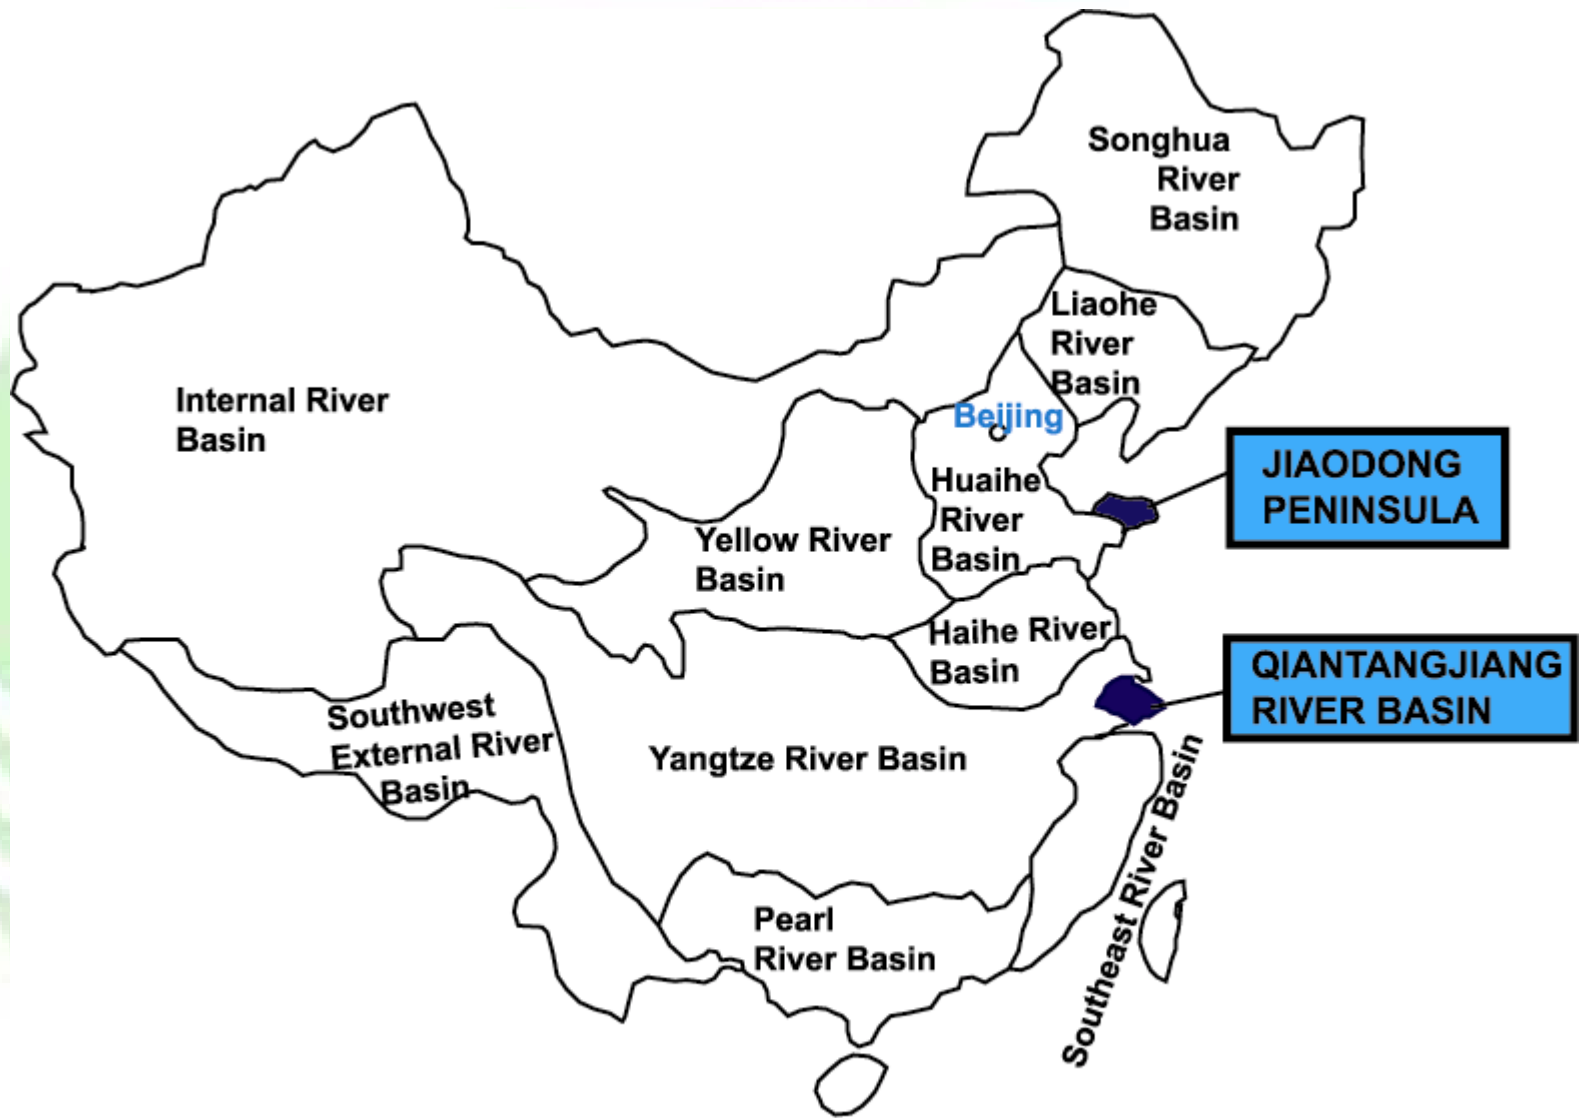 Songhua
River
Basin
Liaohe
River
Basin
Internal River
Basin
Beijing
JIAODONG
PENINSULA
Huaihe
River
Basin
Yellow River
Basin
Haihe River
Basin
QIANTANGJIANG
RIVER BASIN
Southwest
External River
Basin
Yangtze River Basin
Southeast River Basin
Pearl
River Basin